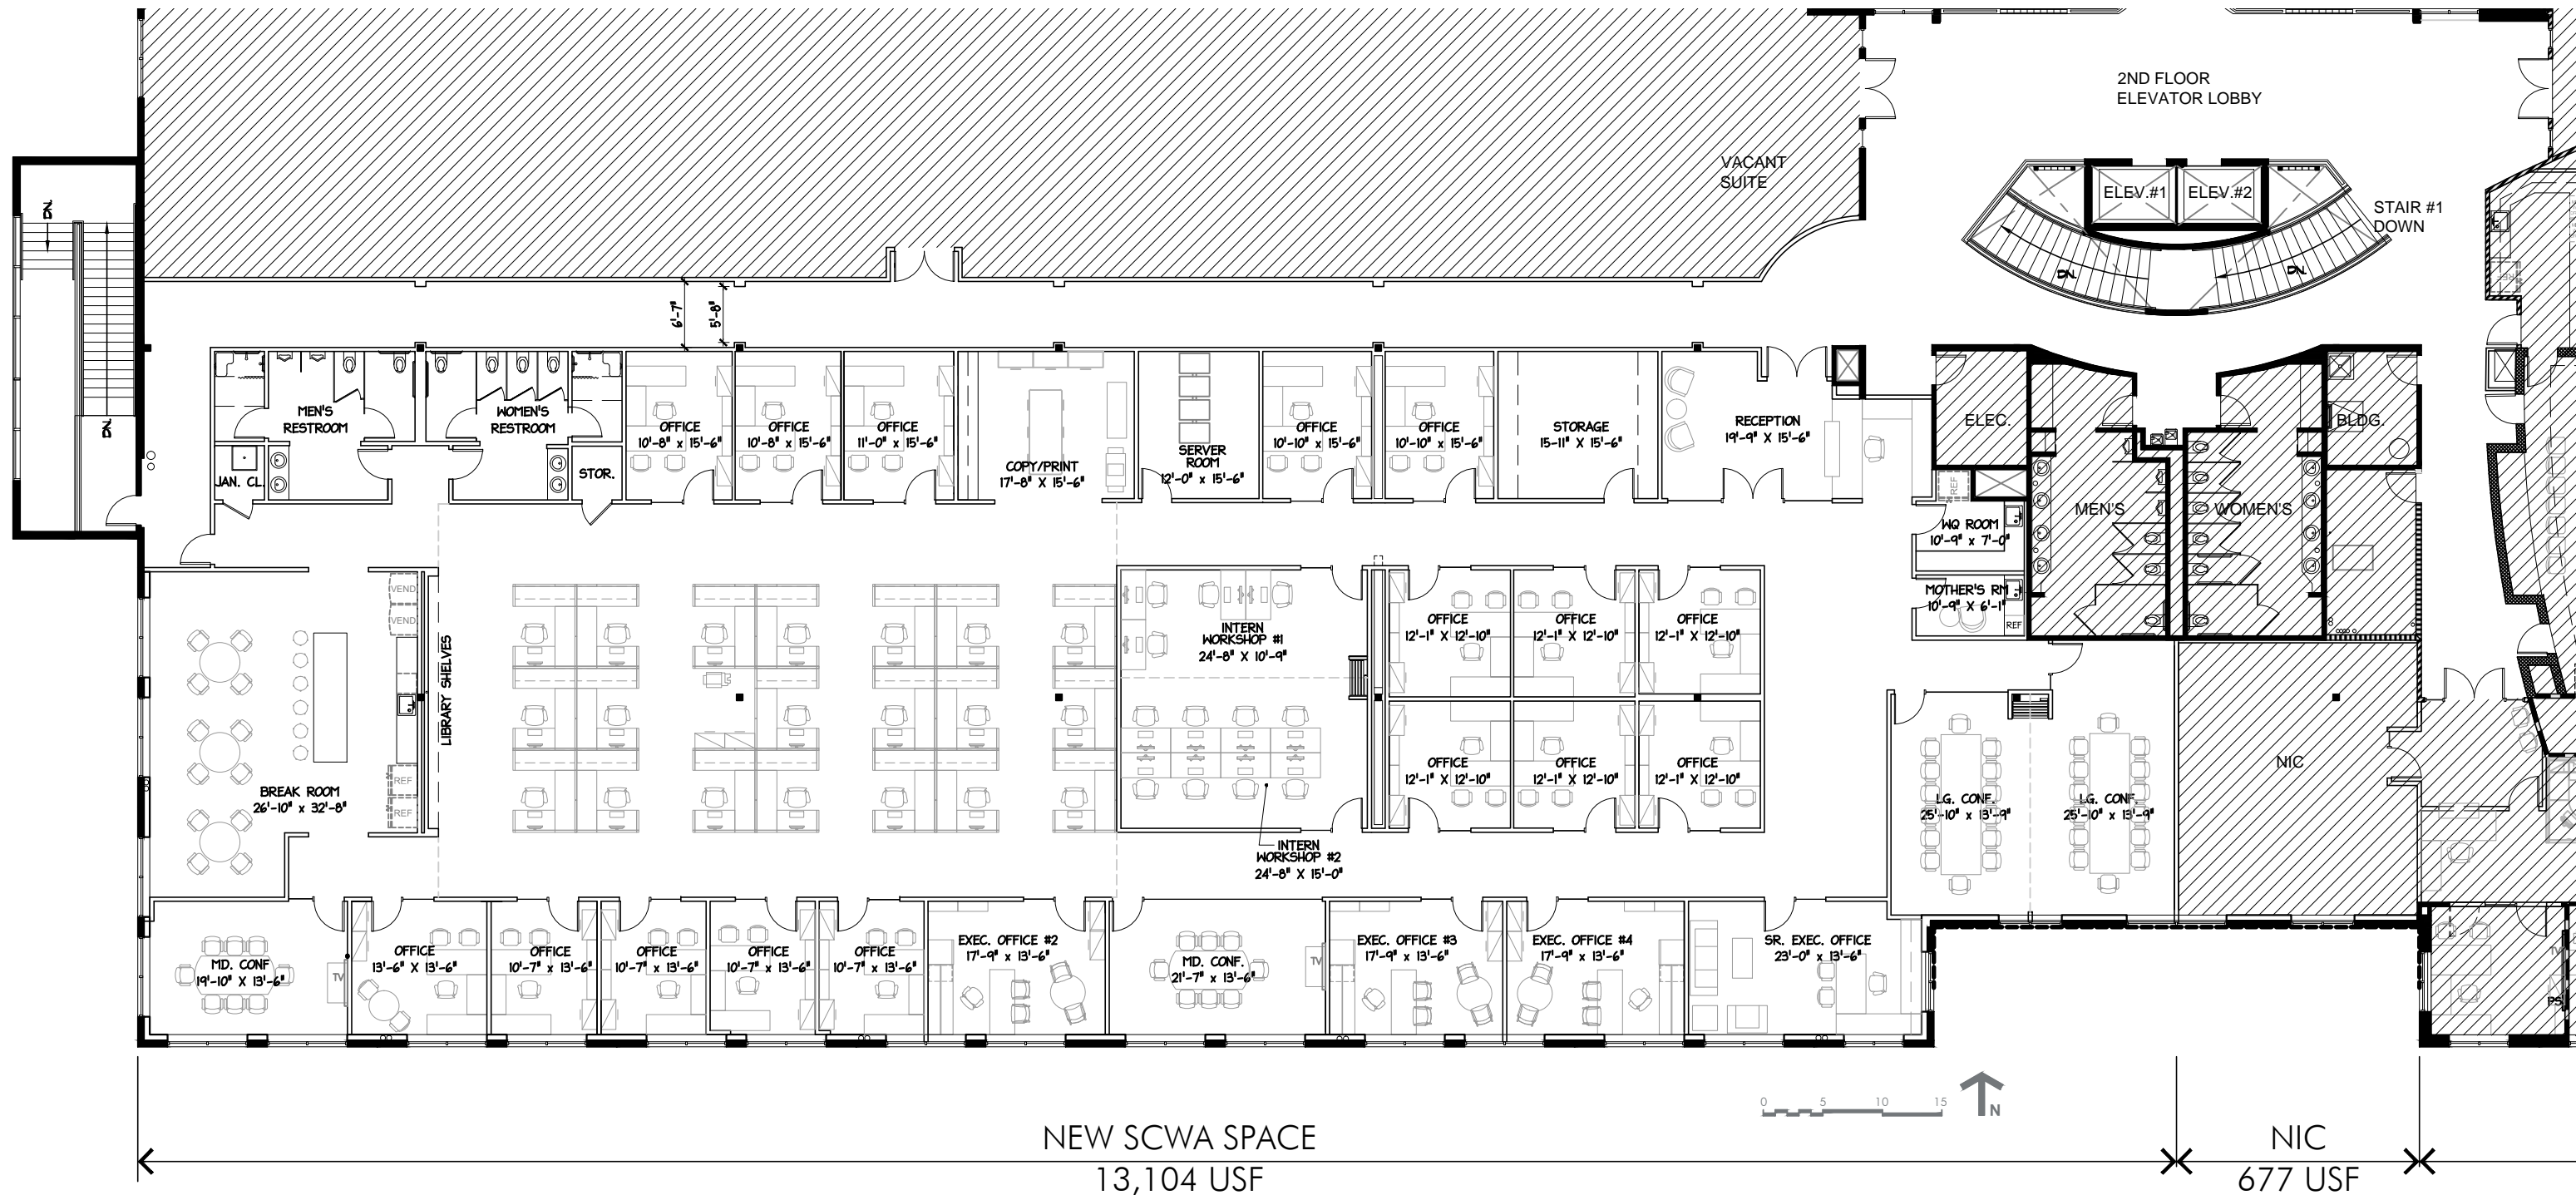 2ND FLOOR
ELEVATOR LOBBY
VACANT
SUITE
ELEV.#1
ELEV.#2
STAIR #1
DOWN
DN.
DN.
DN.
DN.
6'-7"
5'-8"
REF
MEN'S
RESTROOM
WOMEN'S
RESTROOM
JAN. CL.
STOR.
OFFICE
10'-8" x 15'-6"
OFFICE
10'-8" x 15'-6"
OFFICE
11'-0" x 15'-6"
COPY/PRINT
17'-8" X 15'-6"
SERVER
ROOM
12'-0" x 15'-6"
OFFICE
10'-10" x 15'-6"
OFFICE
10'-10" x 15'-6"
STORAGE
15-11" X 15'-6"
RECEPTION
19'-9" X 15'-6"
ELEC.
BLDG.
REF
MEN'S
WOMEN'S
WQ ROOM
10'-9" x 7'-0"
MOTHER'S RM
10'-9" X 6'-1"
REF
VEND
VEND
LIBRARY SHELVES
REF
REF
BREAK ROOM
26'-10" x 32'-8"
INTERN
WORKSHOP #1
24'-8" X 10'-9"
OFFICE
12'-1" X 12'-10"
OFFICE
12'-1" X 12'-10"
OFFICE
12'-1" X 12'-10"
OFFICE
12'-1" X 12'-10"
OFFICE
12'-1" X 12'-10"
OFFICE
12'-1" X 12'-10"
INTERN
WORKSHOP #2
24'-8" X 15'-0"
LG. CONF.
25'-10" x 13'-9"
LG. CONF.
25'-10" x 13'-9"
NIC
MD. CONF
19'-10" X 13'-6"
TV
OFFICE
13'-6" X 13'-6"
OFFICE
10'-7" x 13'-6"
OFFICE
10'-7" x 13'-6"
OFFICE
10'-7" x 13'-6"
OFFICE
10'-7" x 13'-6"
EXEC. OFFICE #2
17'-9" x 13'-6"
MD. CONF.
21'-7" x 13'-6"
TV
EXEC. OFFICE #3
17'-9" x 13'-6"
EXEC. OFFICE #4
17'-9" x 13'-6"
SR. EXEC. OFFICE
23'-0" x 13'-6"
TV
PS
0 5 10 15
N
NEW SCWA SPACE
13,104 USF
NIC
677 USF